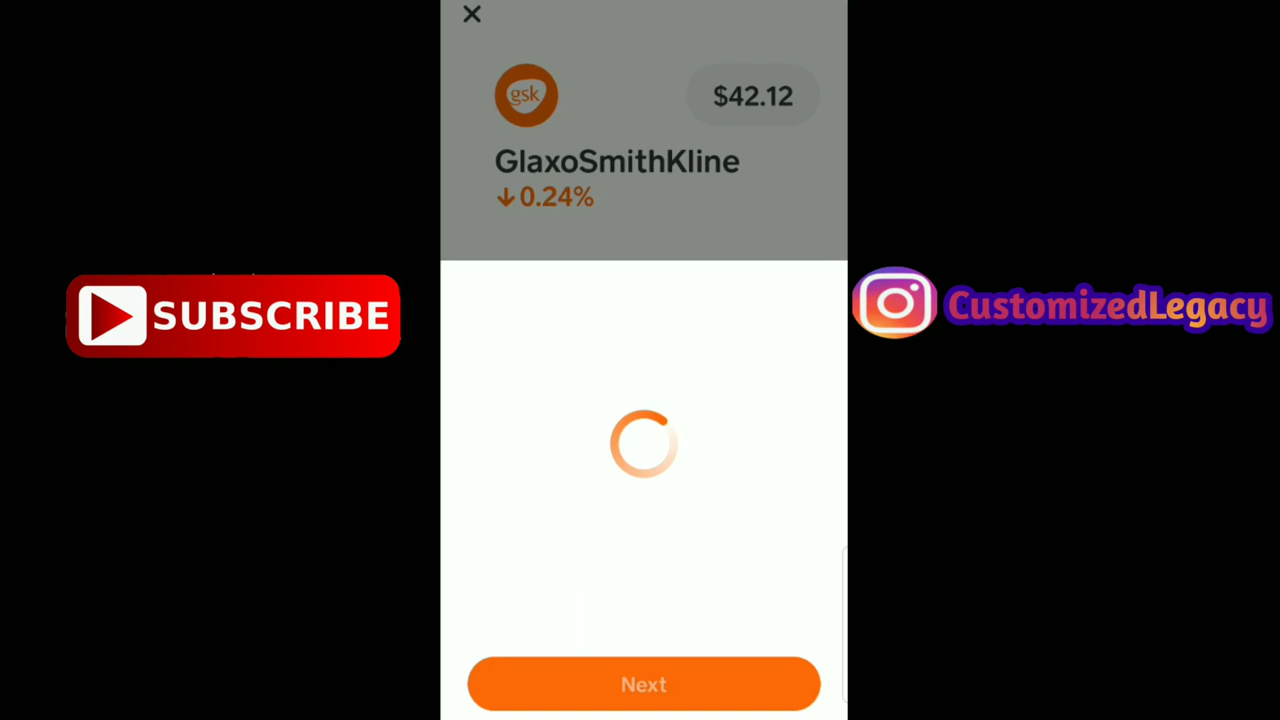 gsk
$42.12
GlaxoSmithKline
↓0.24%
SUBSCRIBE
CustomizedLegacy
Next